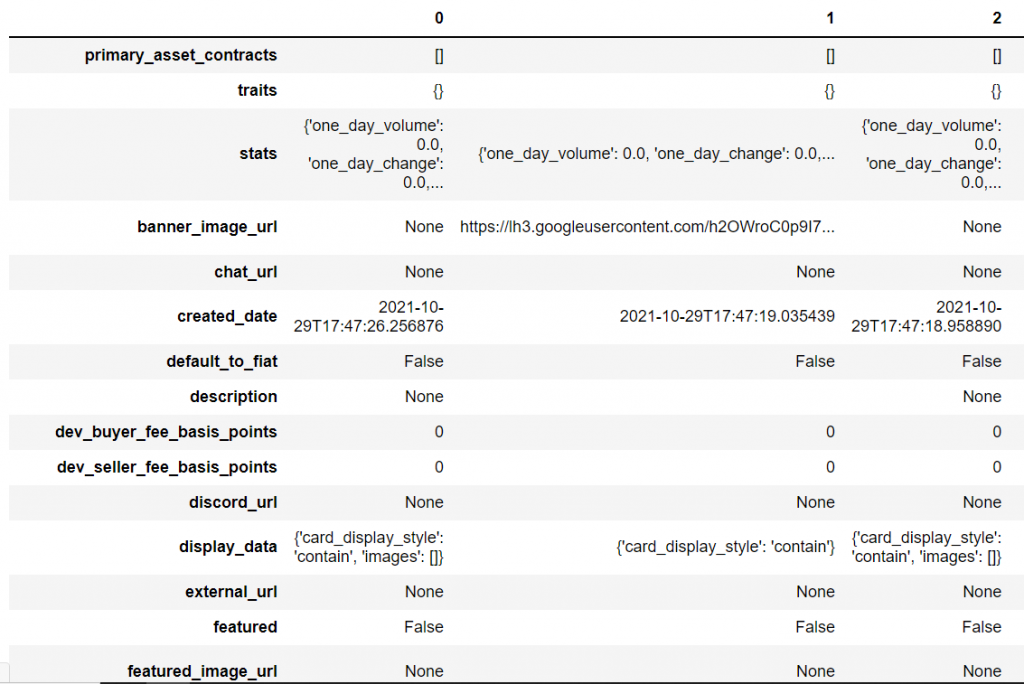 0 1 2
primary_asset_contracts [] [] []
traits {} {} {}
stats {'one_day_volume': 0.0, 'one_day_change': 0.0,... {'one_day_volume': 0.0, 'one_day_change': 0.0,... {'one_day_volume': 0.0, 'one_day_change': 0.0,...
banner_image_url None https://lh3.googleusercontent.com/h2OWroC0p9I7... None
chat_url None None None
created_date 2021-10-29T17:47:26.256876 2021-10-29T17:47:19.035439 2021-10-29T17:47:18.958890
default_to_fiat False False False
description None None
dev_buyer_fee_basis_points 0 0 0
dev_seller_fee_basis_points 0 0 0
discord_url None None None
display_data {'card_display_style': 'contain', 'images': []} {'card_display_style': 'contain'} {'card_display_style': 'contain', 'images': []}
external_url None None None
featured False False False
featured_image_url None None None